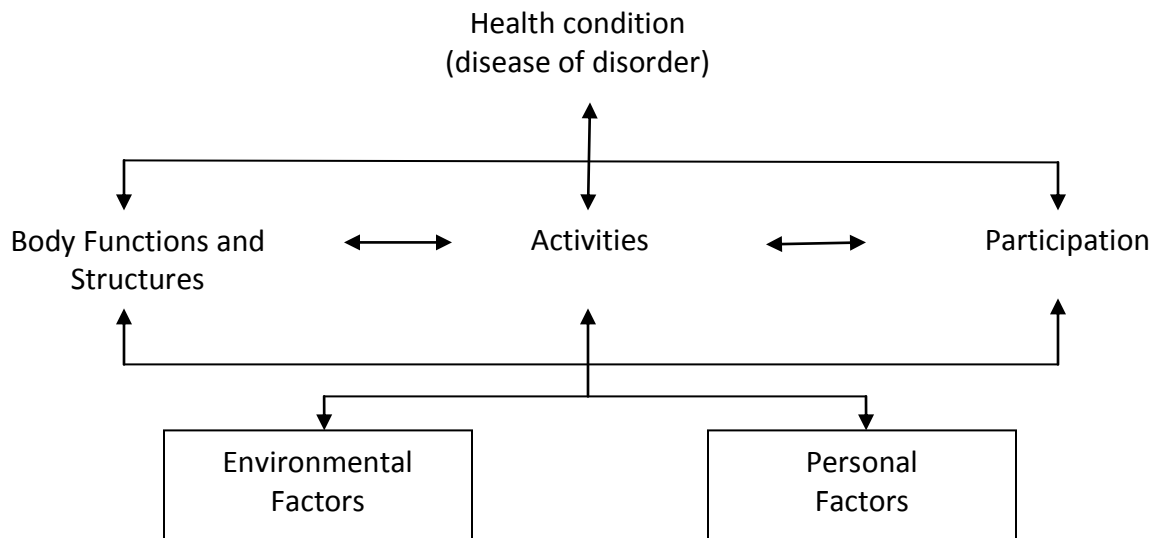 Health condition
(disease of disorder)
Body Functions and
Structures
Activities
Participation
Environmental
Factors
Personal
Factors